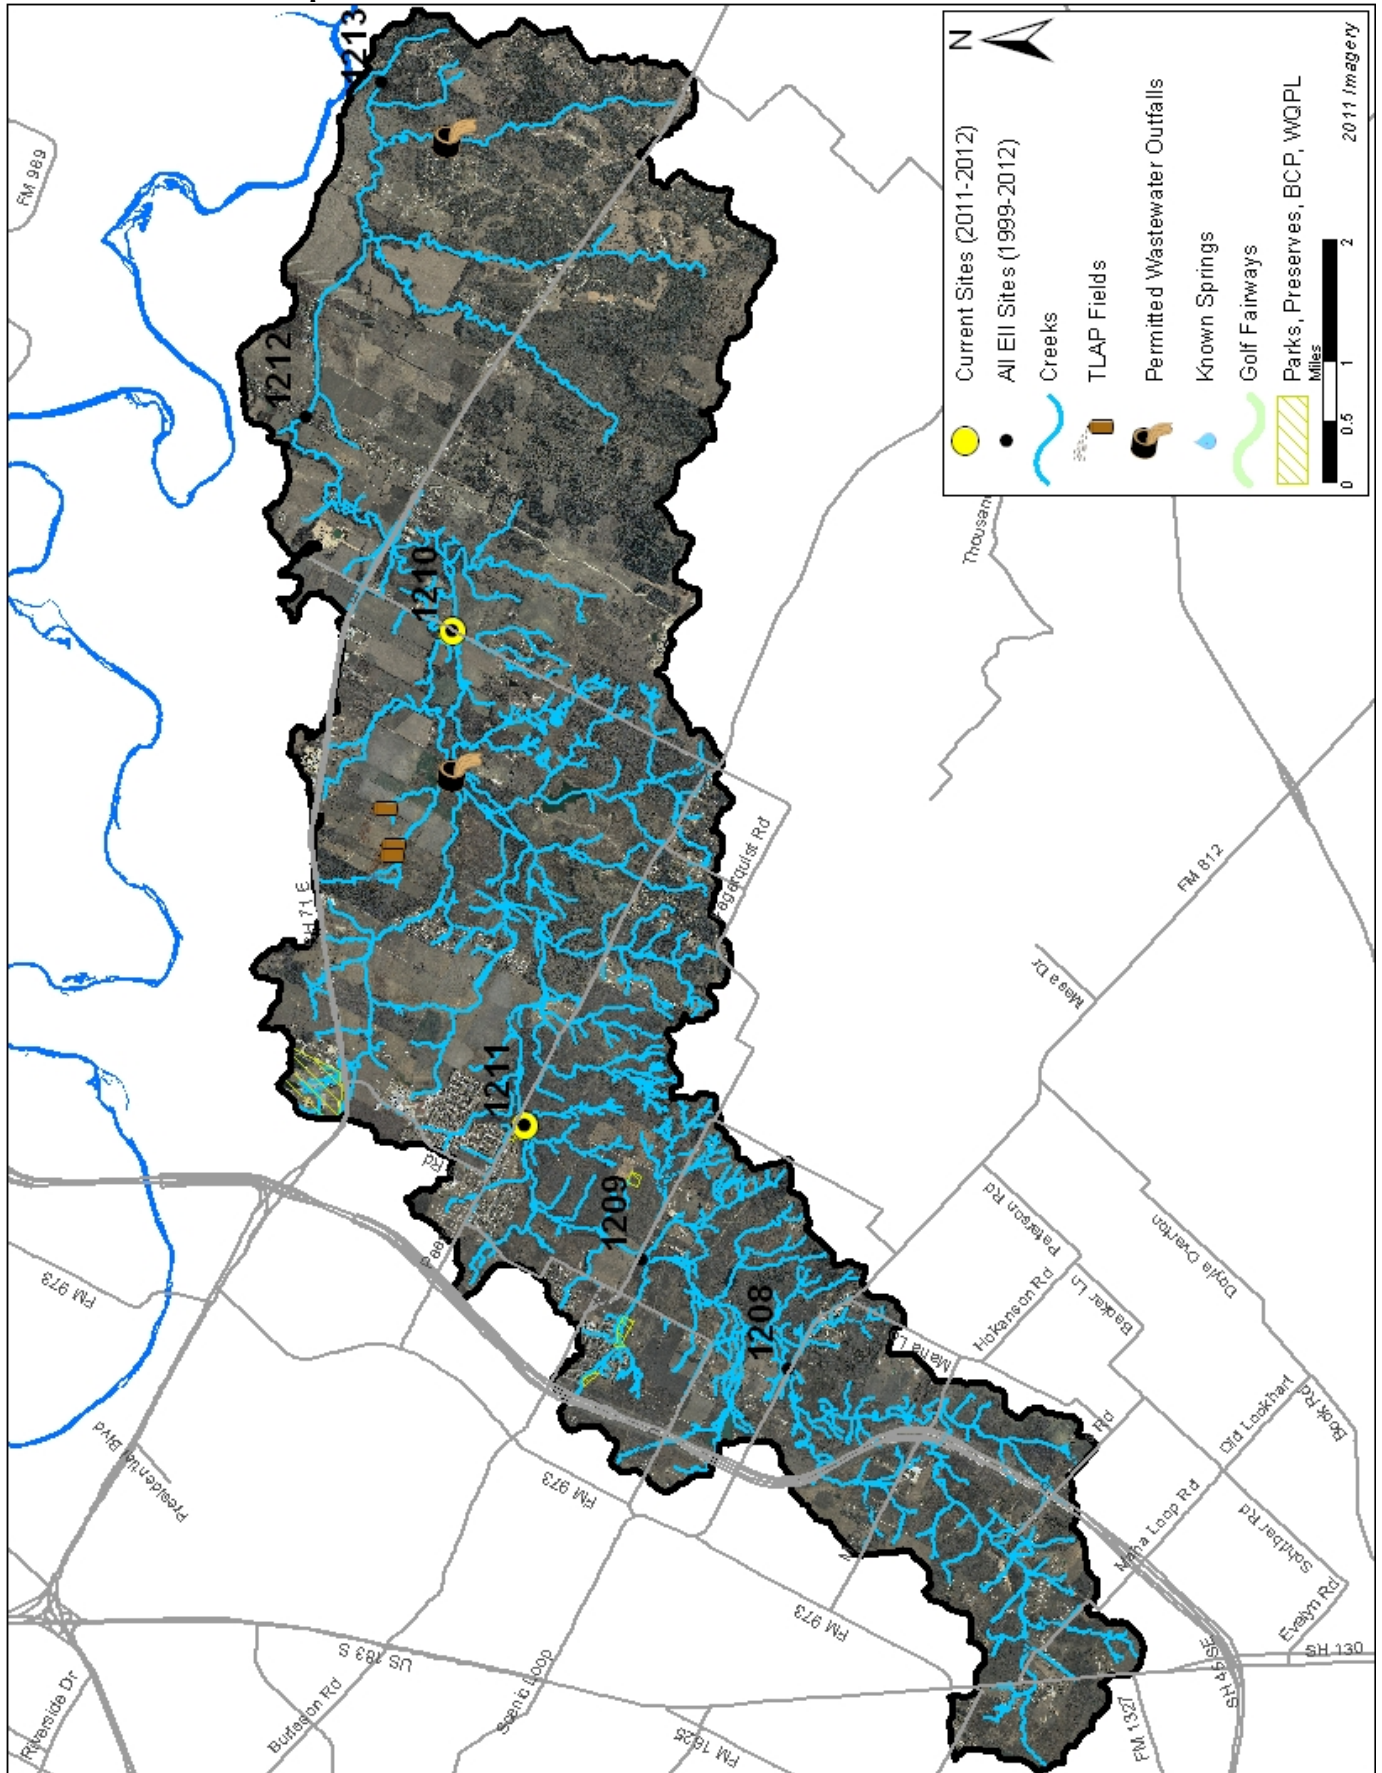 FM 969
1213
1212
1210
SH 71 E
1211
1209
1208
FM 973
Presidential Blvd
Riverside Dr
US 183 S
Burleson Rd
Scenic Loop
FM 1625
FM 973
FM 973
Rd
Maha L
Hokanson Rd
Paterson Rd
Becker Ln
Doyle Overton
Old Lockhart
Bock Rd
Rd
Maha Loop Rd
Sandbar Rd
Evelyn Rd
SH 130
SH 45 SE
FM 1327
Mesa Dr
FM 812
Fagerquist Rd
Thousan
N
Current Sites (2011-2012)
All EII Sites (1999-2012)
Creeks
TLAP Fields
Permitted Wastewater Outfalls
Known Springs
Golf Fairways
Parks, Preserves, BCP, WQPL
Miles
0 0.5 1 2
2011 Imagery